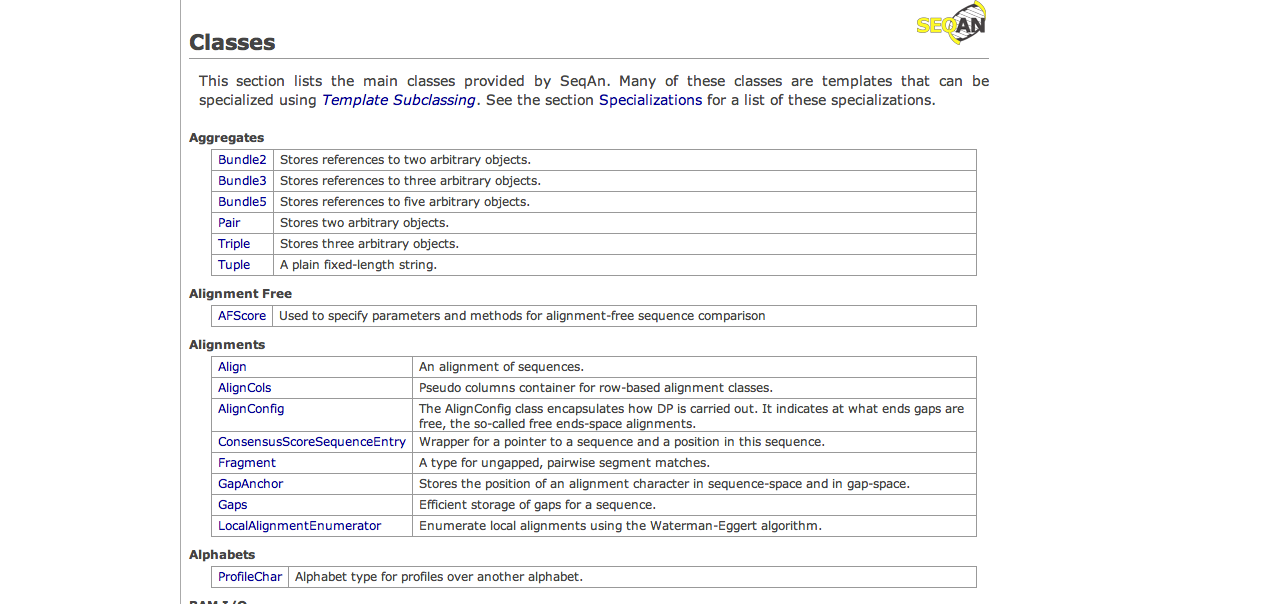 SEQAN
Classes
This section lists the main classes provided by SeqAn. Many of these classes are templates that can be
specialized using Template Subclassing. See the section Specializations for a list of these specializations.
Aggregates
Bundle2 Stores references to two arbitrary objects.
Bundle3 Stores references to three arbitrary objects.
Bundle5 Stores references to five arbitrary objects.
Pair Stores two arbitrary objects.
Triple Stores three arbitrary objects.
Tuple A plain fixed-length string.
Alignment Free
AFScore Used to specify parameters and methods for alignment-free sequence comparison
Alignments
Align An alignment of sequences.
AlignCols Pseudo columns container for row-based alignment classes.
AlignConfig The AlignConfig class encapsulates how DP is carried out. It indicates at what ends gaps are
free, the so-called free ends-space alignments.
ConsensusScoreSequenceEntry Wrapper for a pointer to a sequence and a position in this sequence.
Fragment A type for ungapped, pairwise segment matches.
GapAnchor Stores the position of an alignment character in sequence-space and in gap-space.
Gaps Efficient storage of gaps for a sequence.
LocalAlignmentEnumerator Enumerate local alignments using the Waterman-Eggert algorithm.
Alphabets
ProfileChar Alphabet type for profiles over another alphabet.